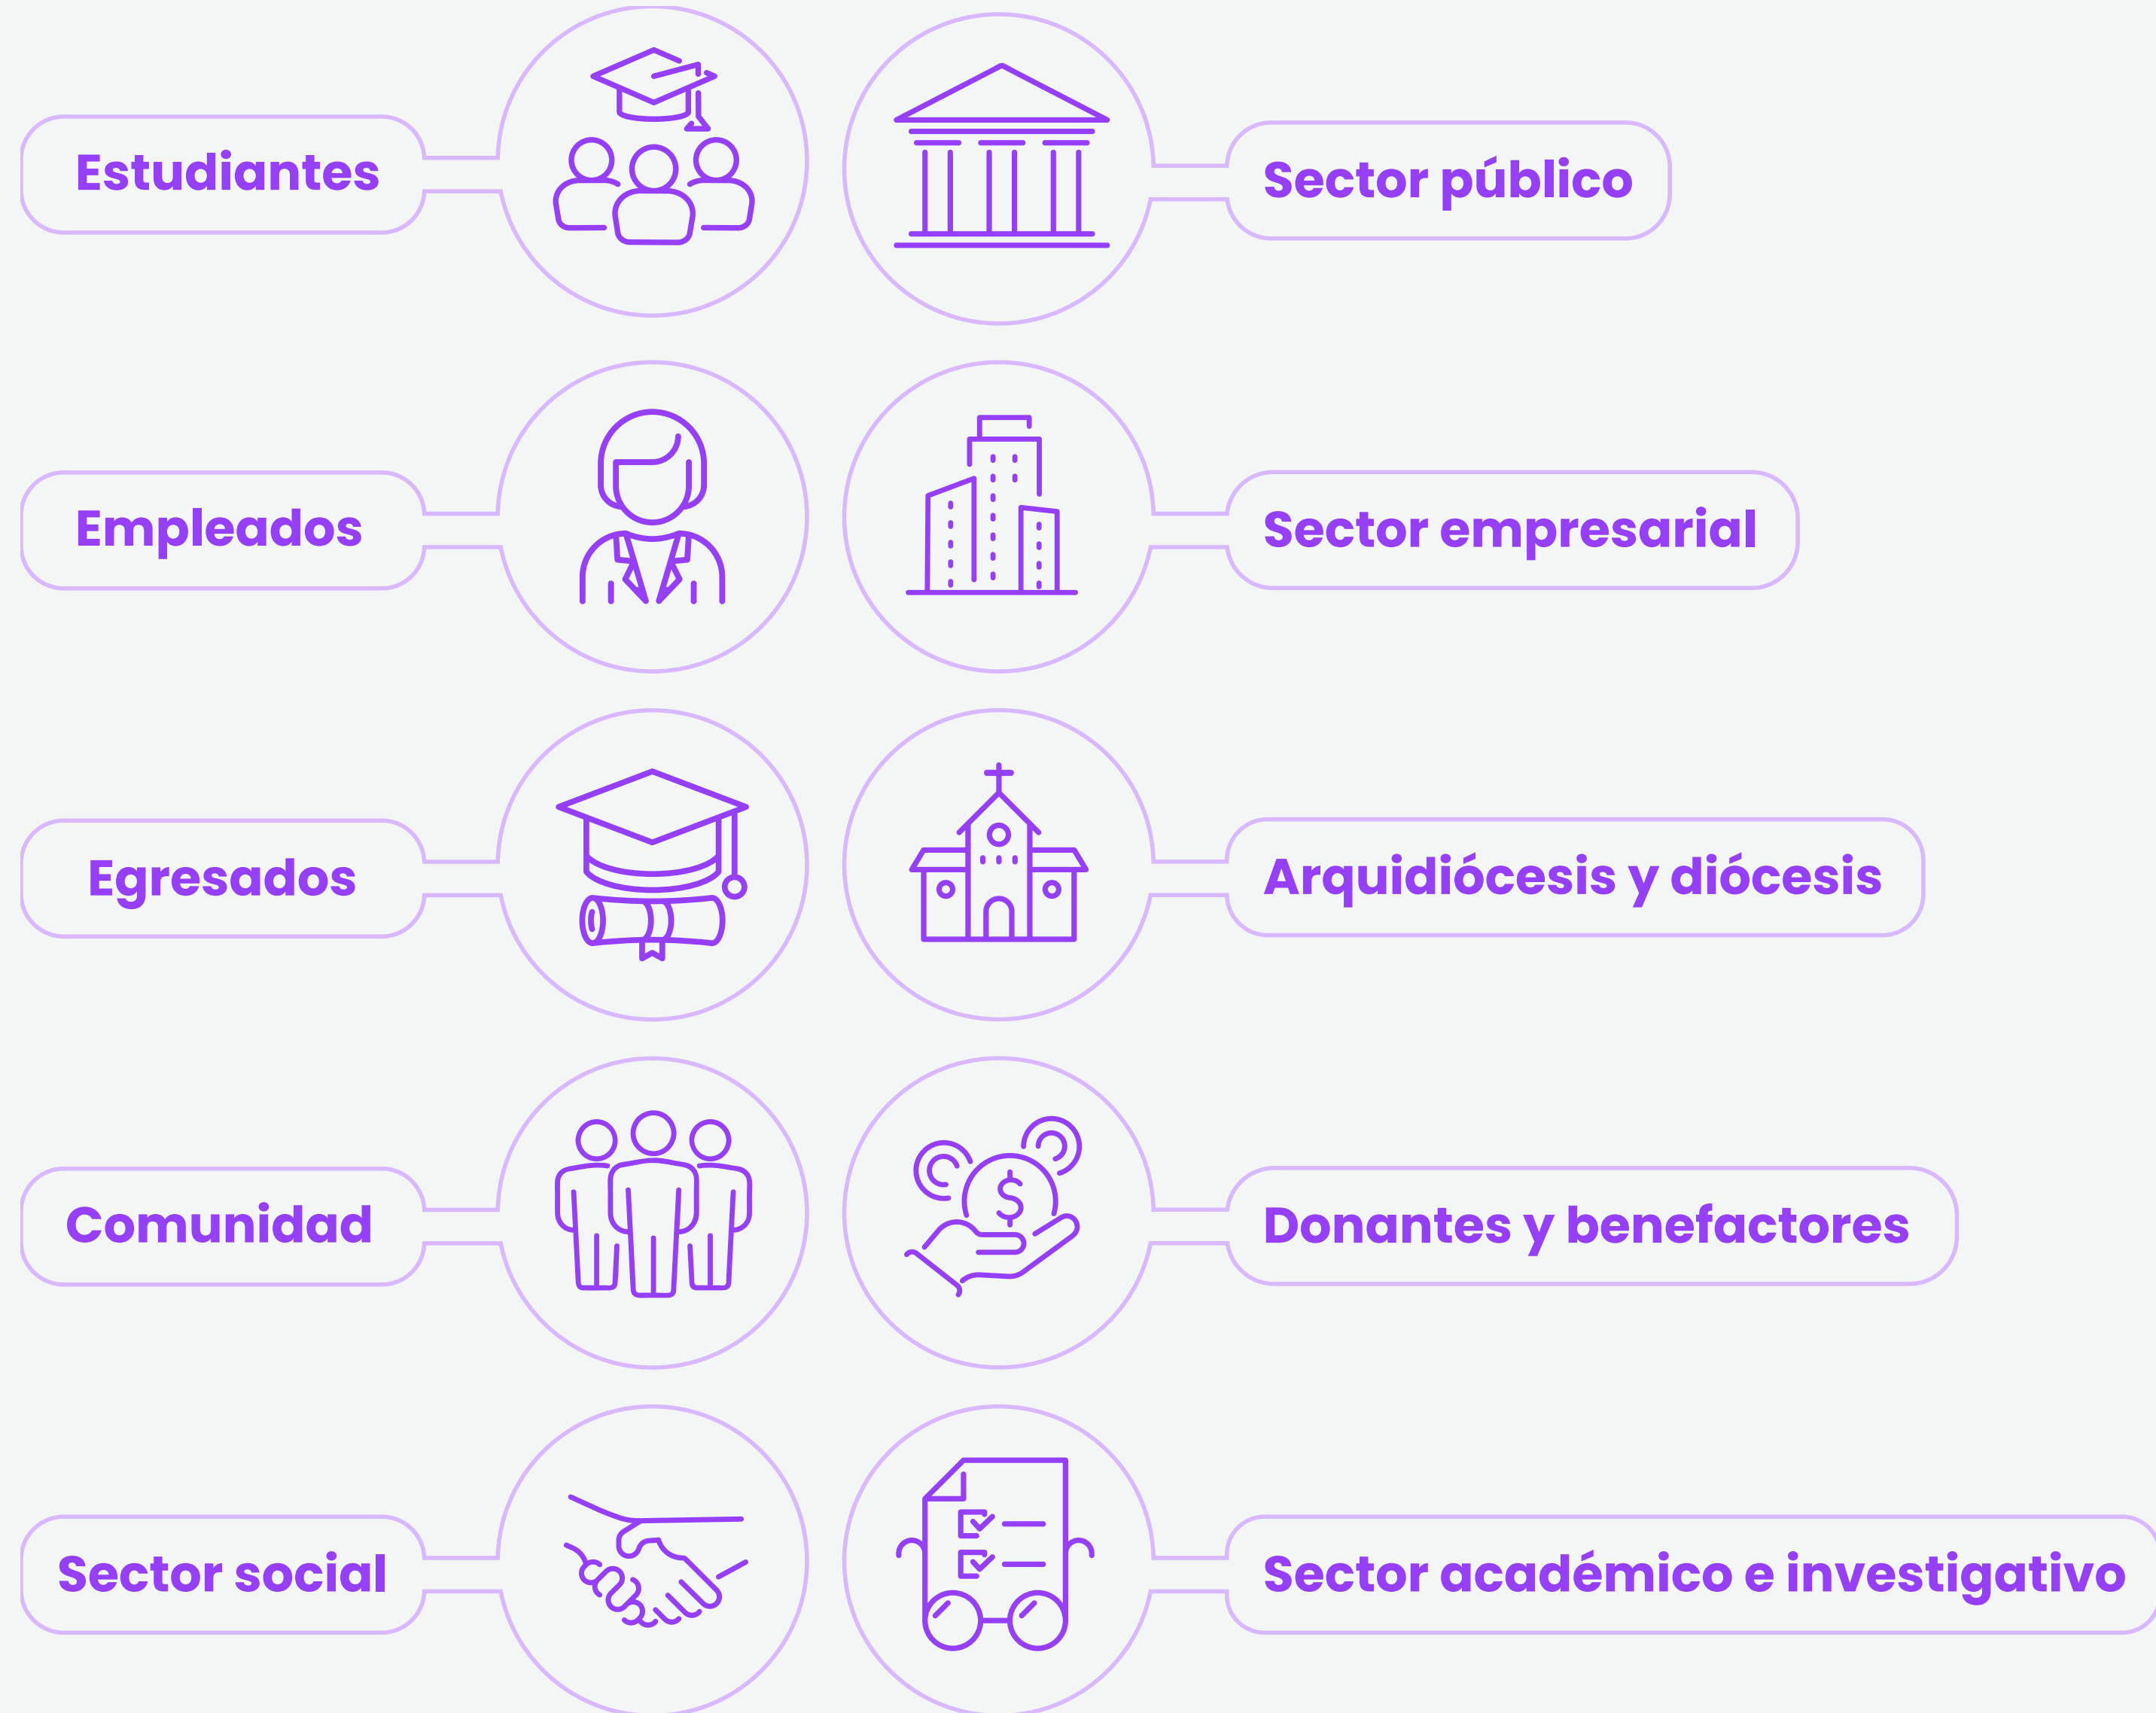 Estudiantes
Sector público
Empleados
Sector empresarial
Egresados
Arquidiócesis y diócesis
Comunidad
Donantes y benefactores
Sector social
Sector académico e investigativo